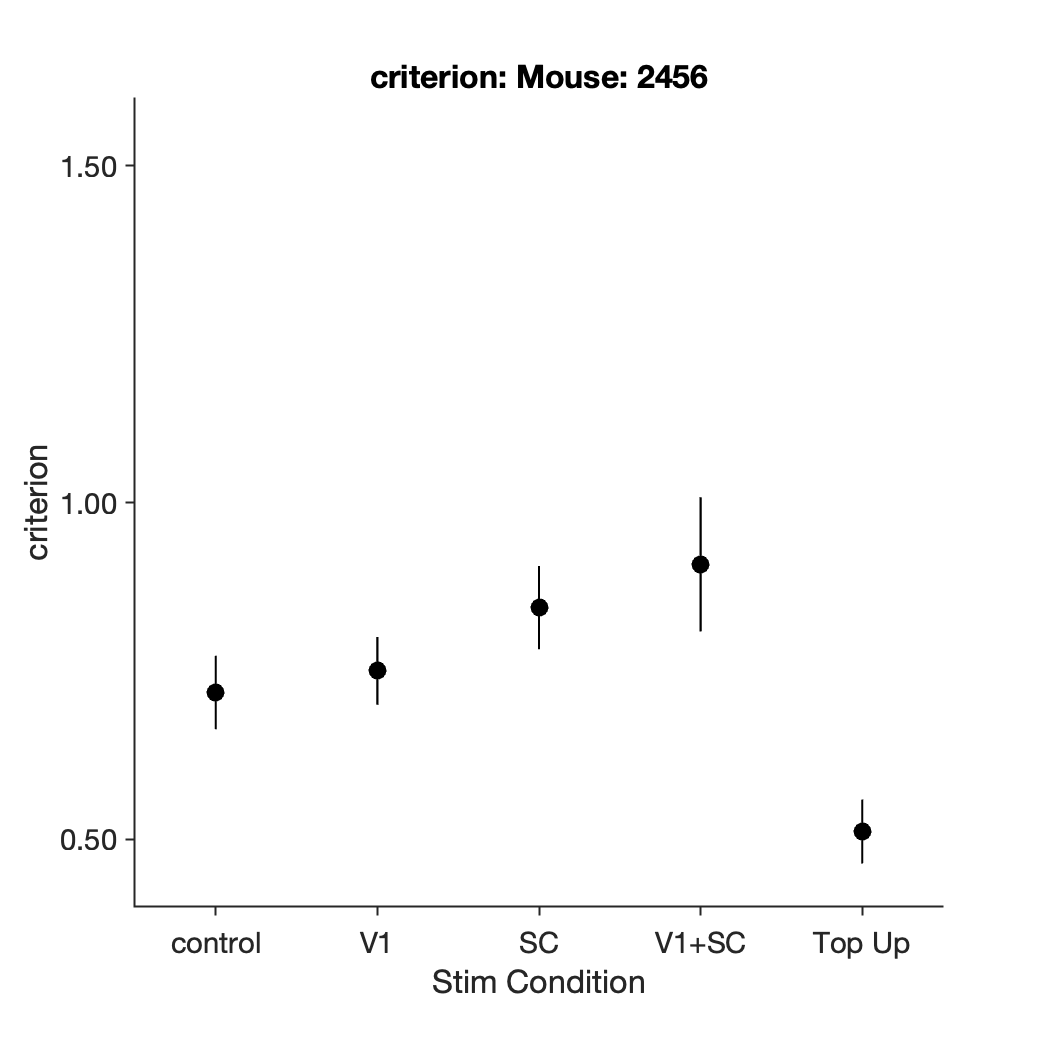 criterion: Mouse: 2456
1.50
1.00
0.50
criterion
control V1 SC V1+SC Top Up
Stim Condition